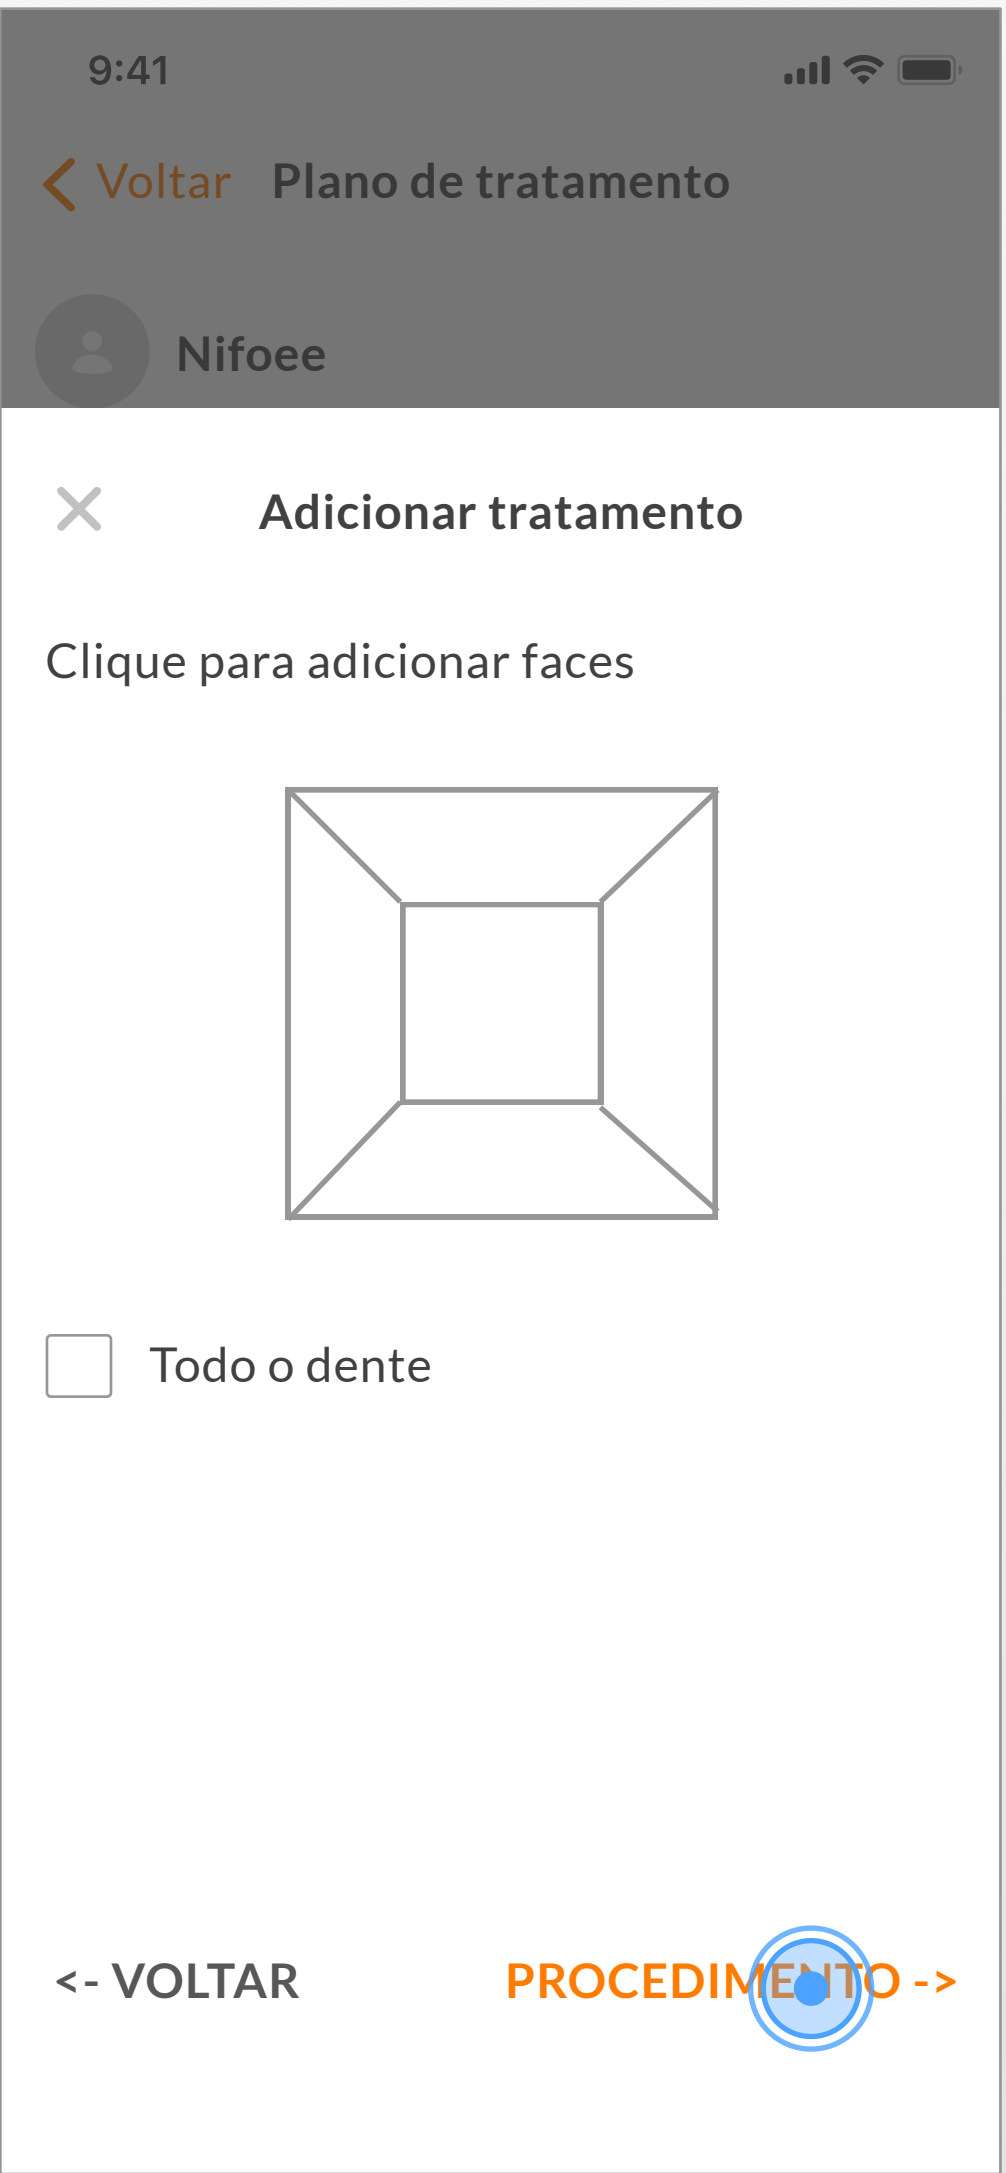 9:41
Voltar Plano de tratamento
Nifoee
Adicionar tratamento
Clique para adicionar faces
Todo o dente
<- VOLTAR PROCEDIMENTO ->